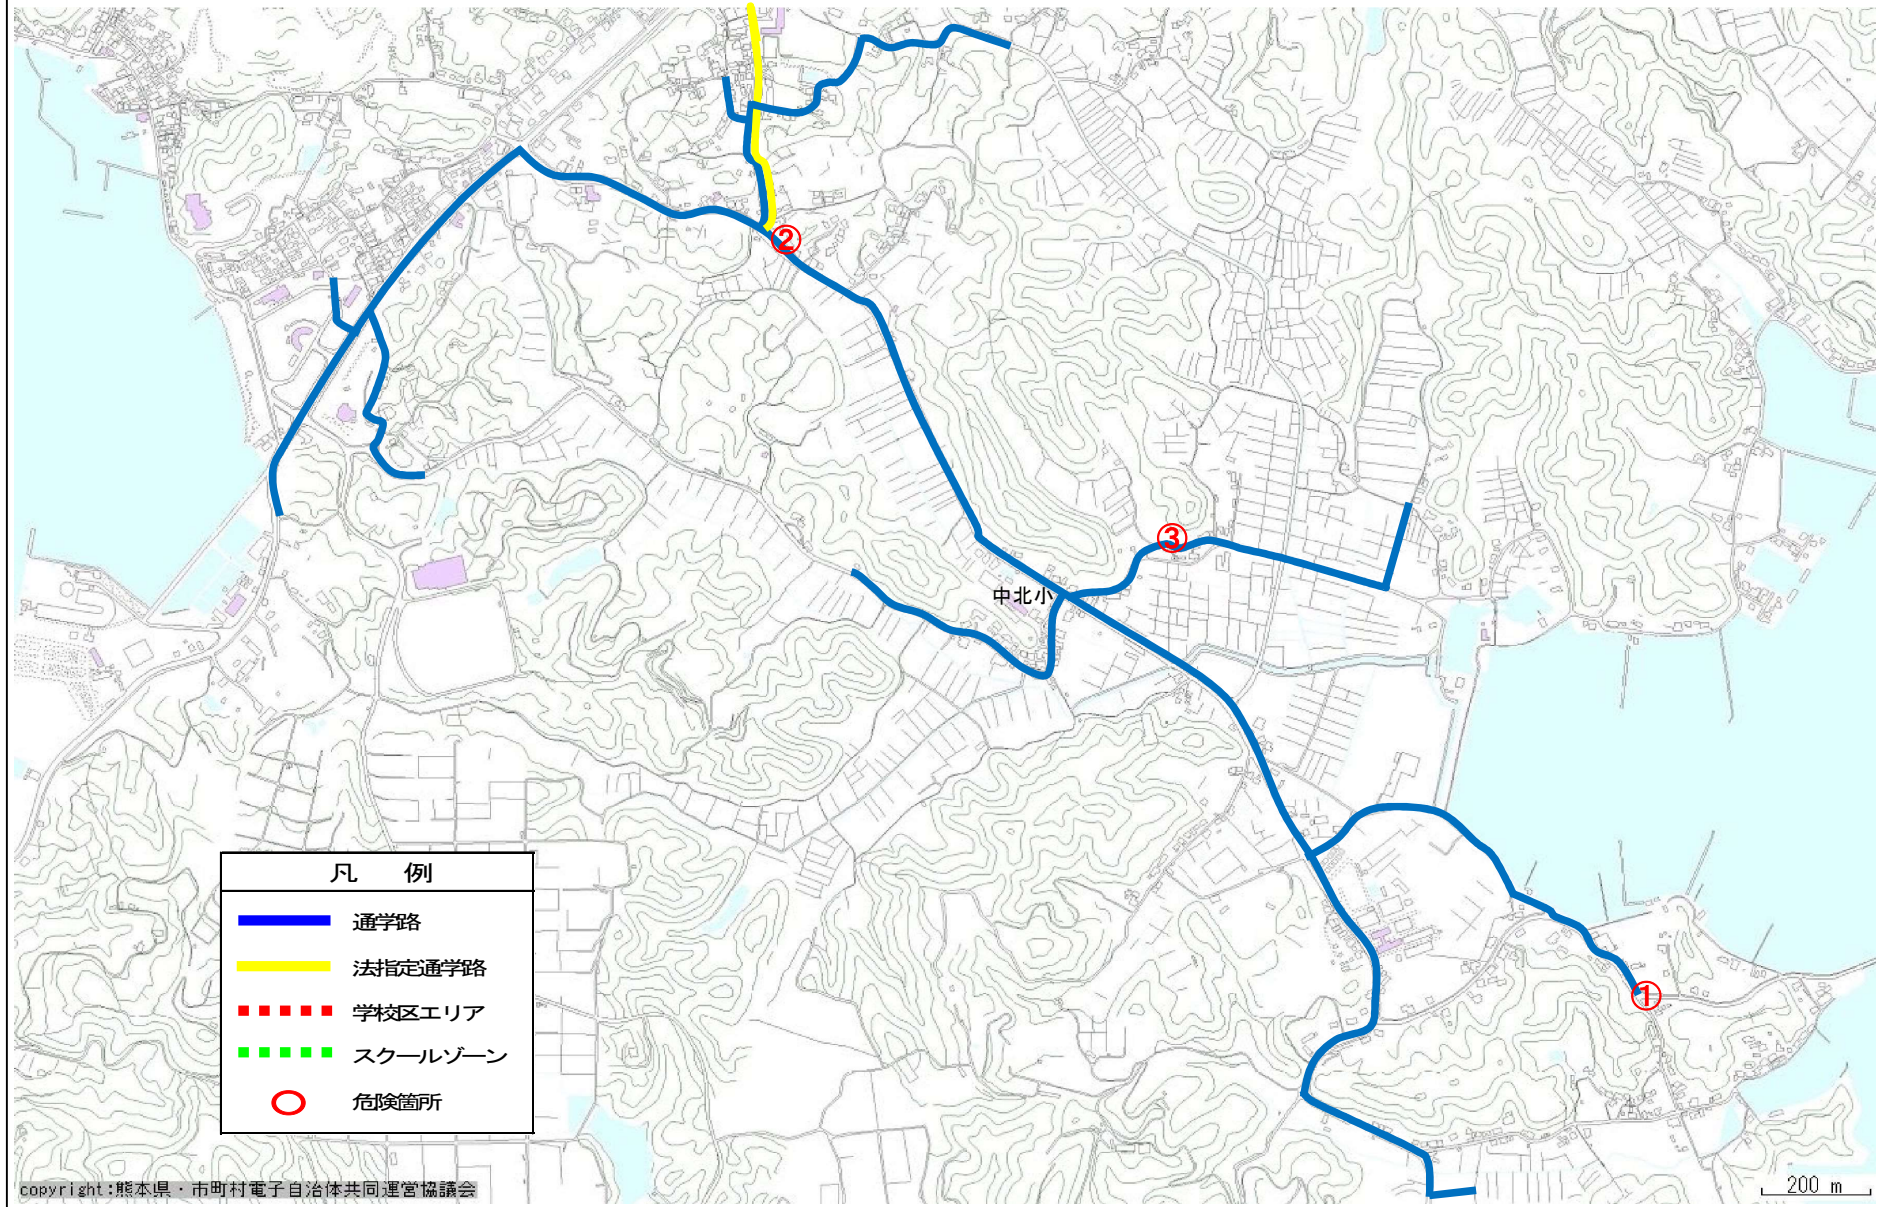 ②
③
中北小
①
凡 例
通学路
法指定通学路
学校区エリア
スクールゾーン
危険箇所
copyright:熊本県・市町村電子自治体共同運営協議会
200 m